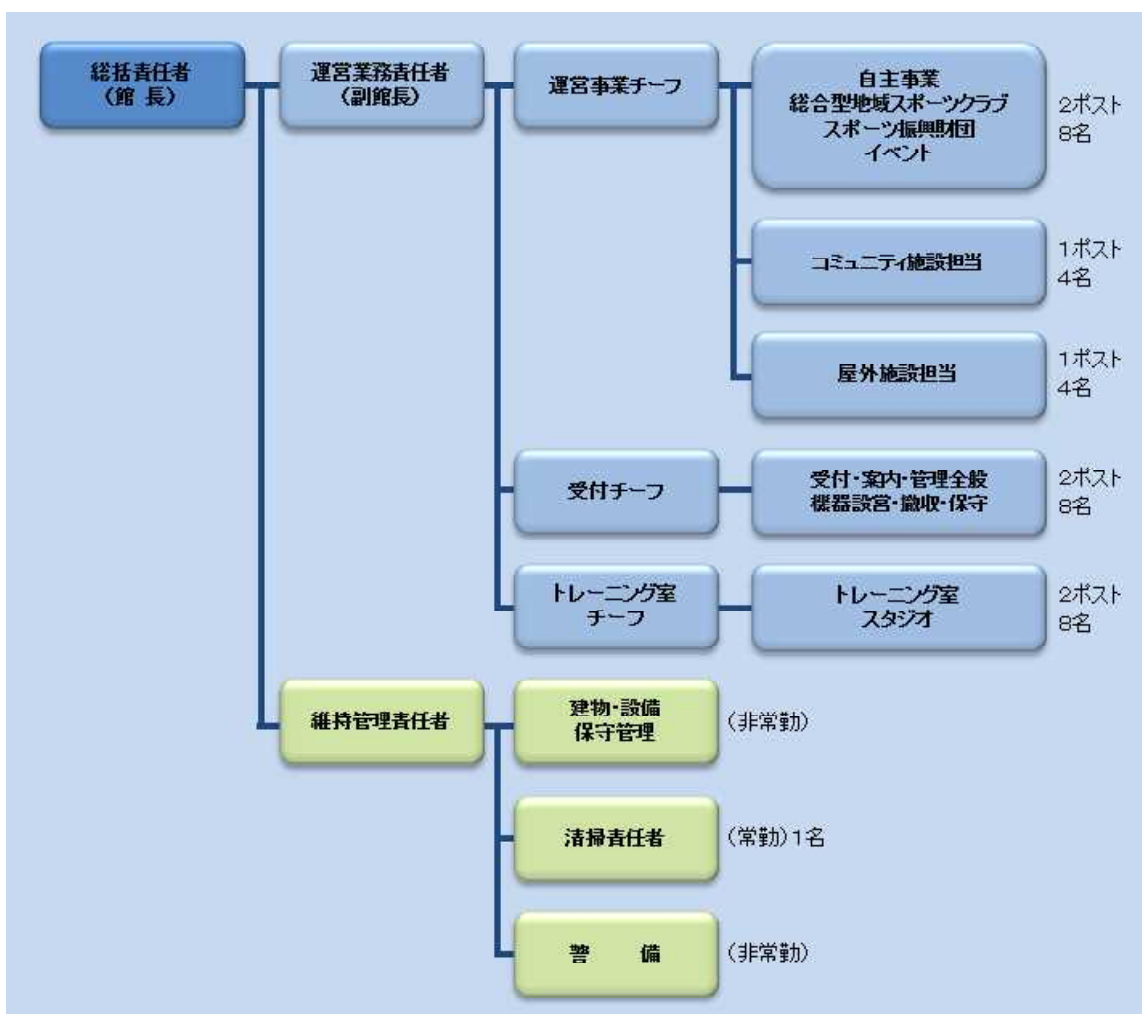 総括責任者
(館 長)
運営業務責任者
(副館長)
運営事業チーフ
自主事業
総合型地域スポーツクラブ
スポーツ振興財団
イベント
2ポスト
8名
コミュニティ施設担当
1ポスト
4名
屋外施設担当
1ポスト
4名
受付チーフ
受付・案内・管理全般
機器設営・撤収・保守
2ポスト
8名
トレーニング室
チーフ
トレーニング室
スタジオ
2ポスト
8名
維持管理責任者
建物・設備
保守管理
(非常勤)
清掃責任者
(常勤)1名
警 備
(非常勤)